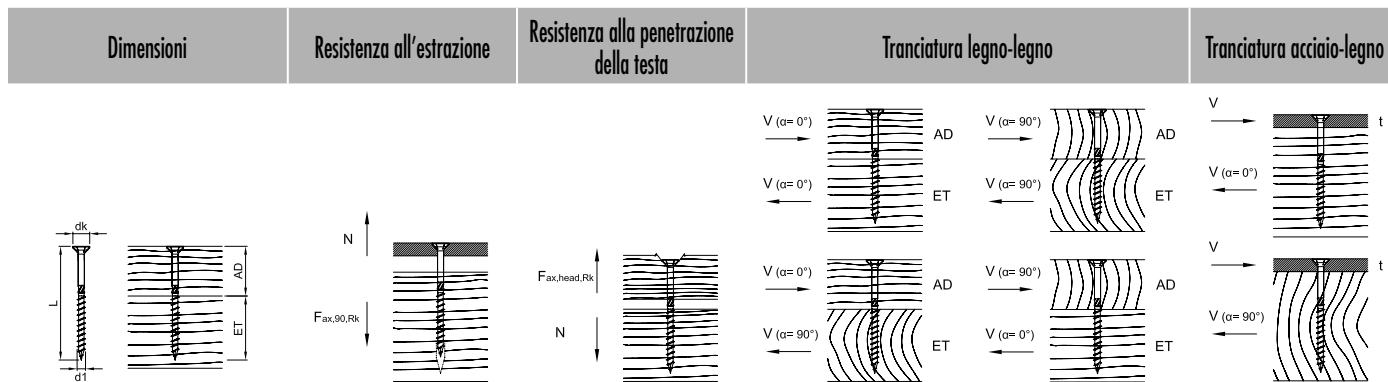 Dimensioni
Resistenza all'estrazione
Resistenza alla penetrazione
della testa
Tranciatura legno-legno
Tranciatura acciaio-legno
dk
L
d1
AD
ET
N
Fax,90,Rk
Fax,head,Rk
N
V (α= 0°)
AD
V (α= 0°)
ET
V (α= 90°)
AD
V (α= 90°)
ET
V (α= 0°)
AD
V (α= 90°)
ET
V (α= 90°)
AD
V (α= 0°)
ET
V
t
V (α= 0°)
V
t
V (α= 90°)